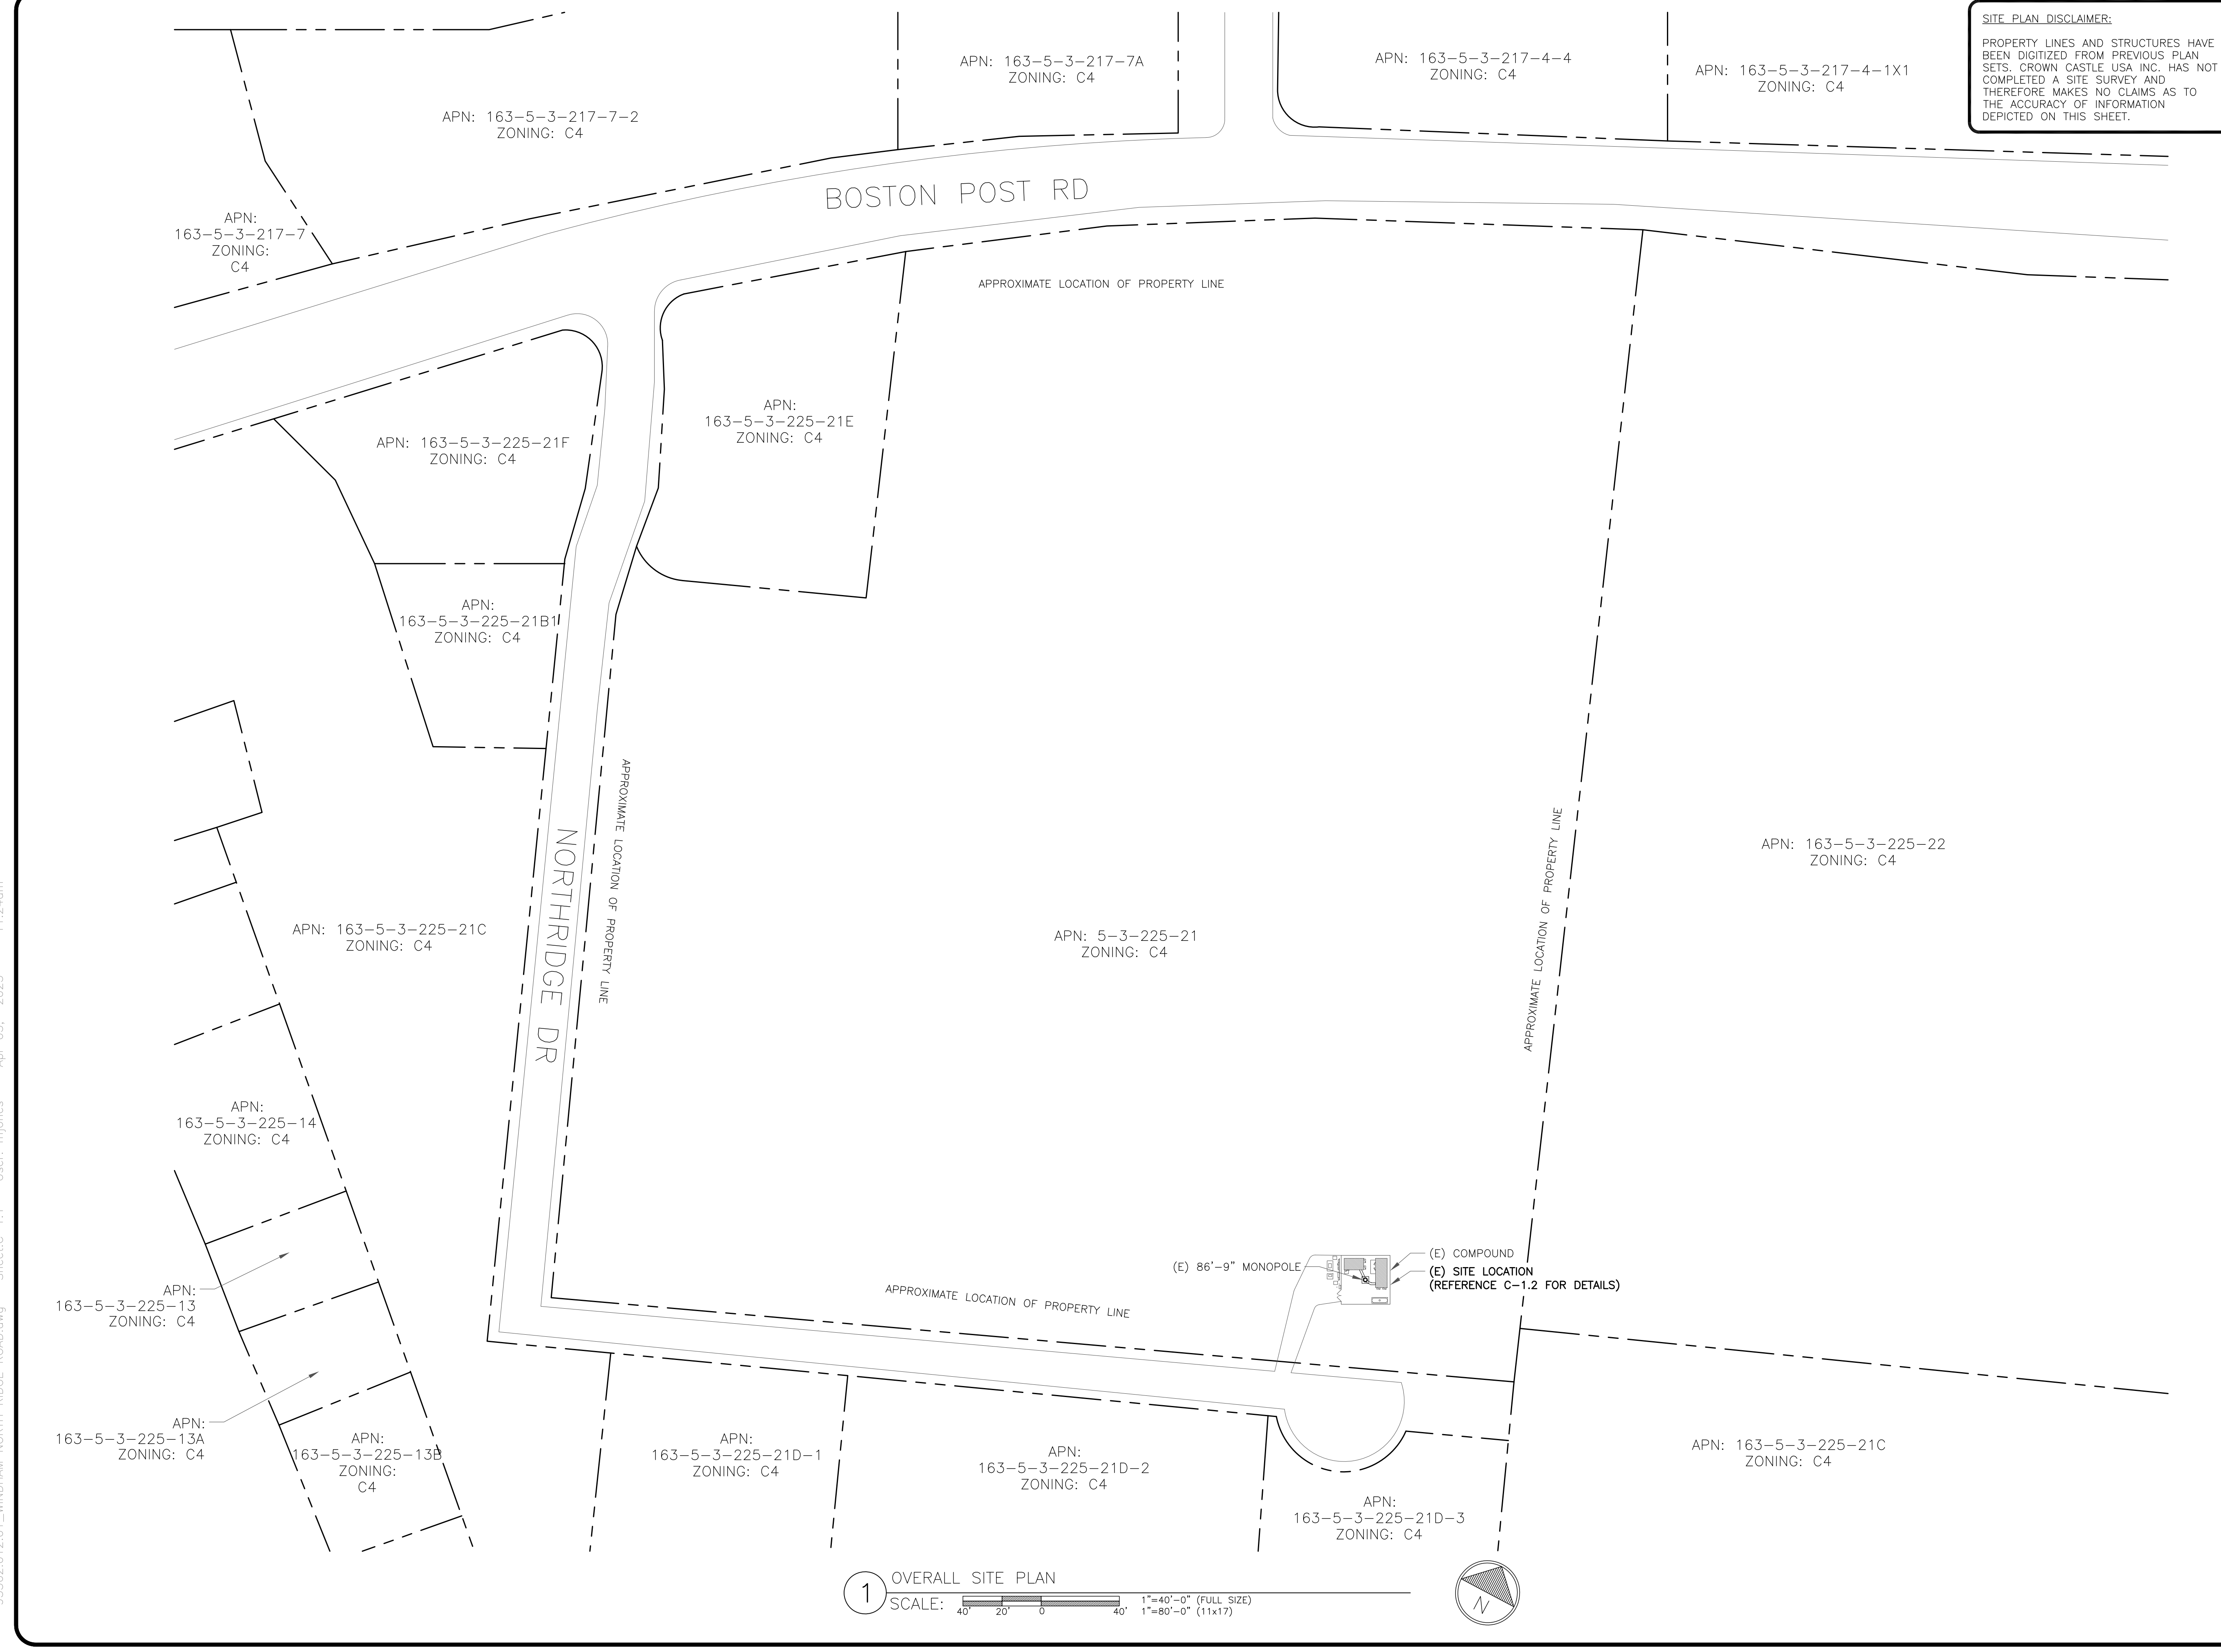 SITE PLAN DISCLAIMER:
PROPERTY LINES AND STRUCTURES HAVE
BEEN DIGITIZED FROM PREVIOUS PLAN
SETS. CROWN CASTLE USA INC. HAS NOT
COMPLETED A SITE SURVEY AND
THEREFORE MAKES NO CLAIMS AS TO
THE ACCURACY OF INFORMATION
DEPICTED ON THIS SHEET.
APN: 163-5-3-217-7A
ZONING: C4
APN: 163-5-3-217-4-4
ZONING: C4
APN: 163-5-3-217-4-1X1
ZONING: C4
APN: 163-5-3-217-7-2
ZONING: C4
APN:
163-5-3-217-7
ZONING:
C4
BOSTON POST RD
APPROXIMATE LOCATION OF PROPERTY LINE
APN: 163-5-3-225-21F
ZONING: C4
APN:
163-5-3-225-21E
ZONING: C4
APN:
163-5-3-225-21B1
ZONING: C4
APPROXIMATE LOCATION OF PROPERTY LINE
NORTHRIDGE DR
APPROXIMATE LOCATION OF PROPERTY LINE
APN: 163-5-3-225-22
ZONING: C4
APN: 163-5-3-225-21C
ZONING: C4
APN: 5-3-225-21
ZONING: C4
APN:
163-5-3-225-14
ZONING: C4
APN:
163-5-3-225-13
ZONING: C4
(E) 86'-9" MONOPOLE
(E) COMPOUND
(E) SITE LOCATION
(REFERENCE C-1.2 FOR DETAILS)
APPROXIMATE LOCATION OF PROPERTY LINE
APN:
163-5-3-225-13A
ZONING: C4
APN:
163-5-3-225-13B
ZONING:
C4
APN:
163-5-3-225-21D-1
ZONING: C4
APN:
163-5-3-225-21D-2
ZONING: C4
APN:
163-5-3-225-21D-3
ZONING: C4
APN: 163-5-3-225-21C
ZONING: C4
1
OVERALL SITE PLAN
SCALE:
40' 20' 0 40'
1"=40'-0" (FULL SIZE)
1"=80'-0" (11x17)
N